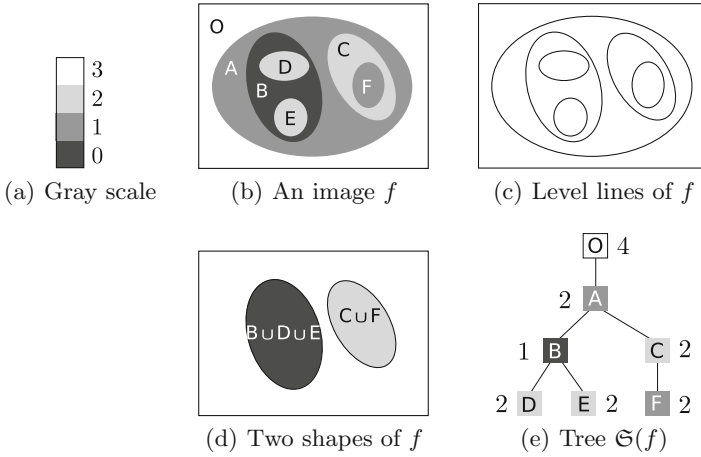 3
2
1
0
(a) Gray scale
O
A
B
D
E
C
F
(b) An image f
(c) Level lines of f
B∪D∪E
C∪F
(d) Two shapes of f
O 4
2 A
1 B
C 2
2 D
E 2
F 2
(e) Tree 𝔖(f)